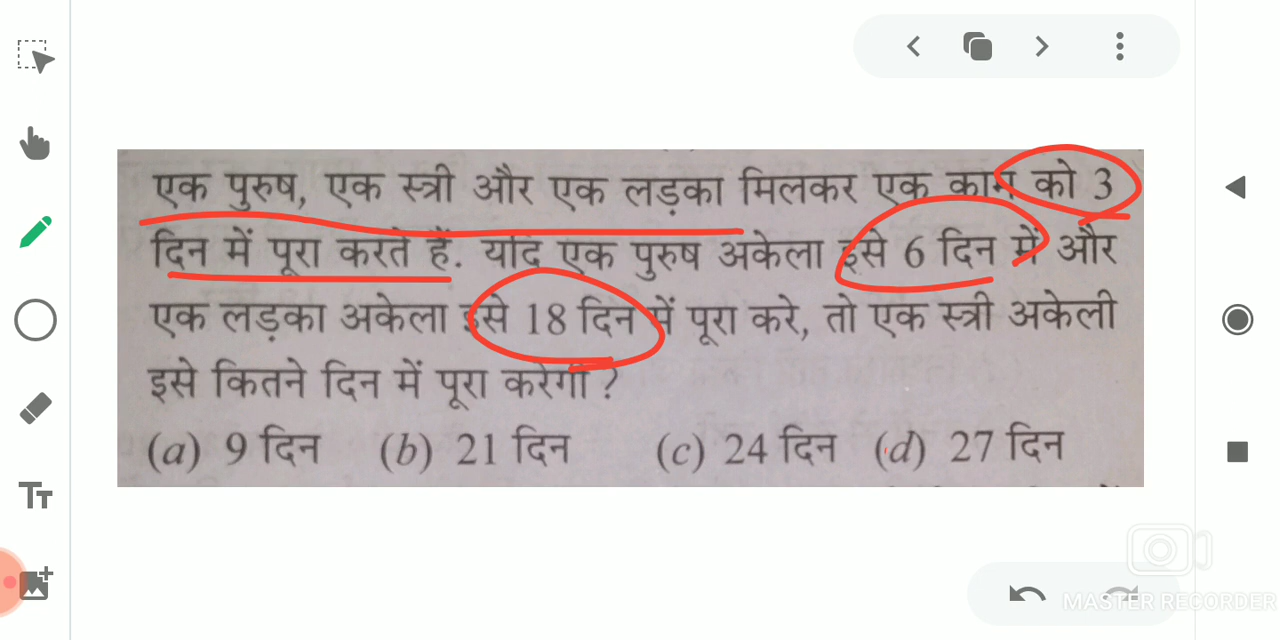 एक पुरुष, एक स्त्री और एक लड़का मिलकर एक काम को 3
दिन में पूरा करते हैं. यदि एक पुरुष अकेला इसे 6 दिन में और
एक लड़का अकेला इसे 18 दिन में पूरा करे, तो एक स्त्री अकेली
इसे कितने दिन में पूरा करेगी ?
(a) 9 दिन (b) 21 दिन (c) 24 दिन (d) 27 दिन
TT
MASTER RECORDER